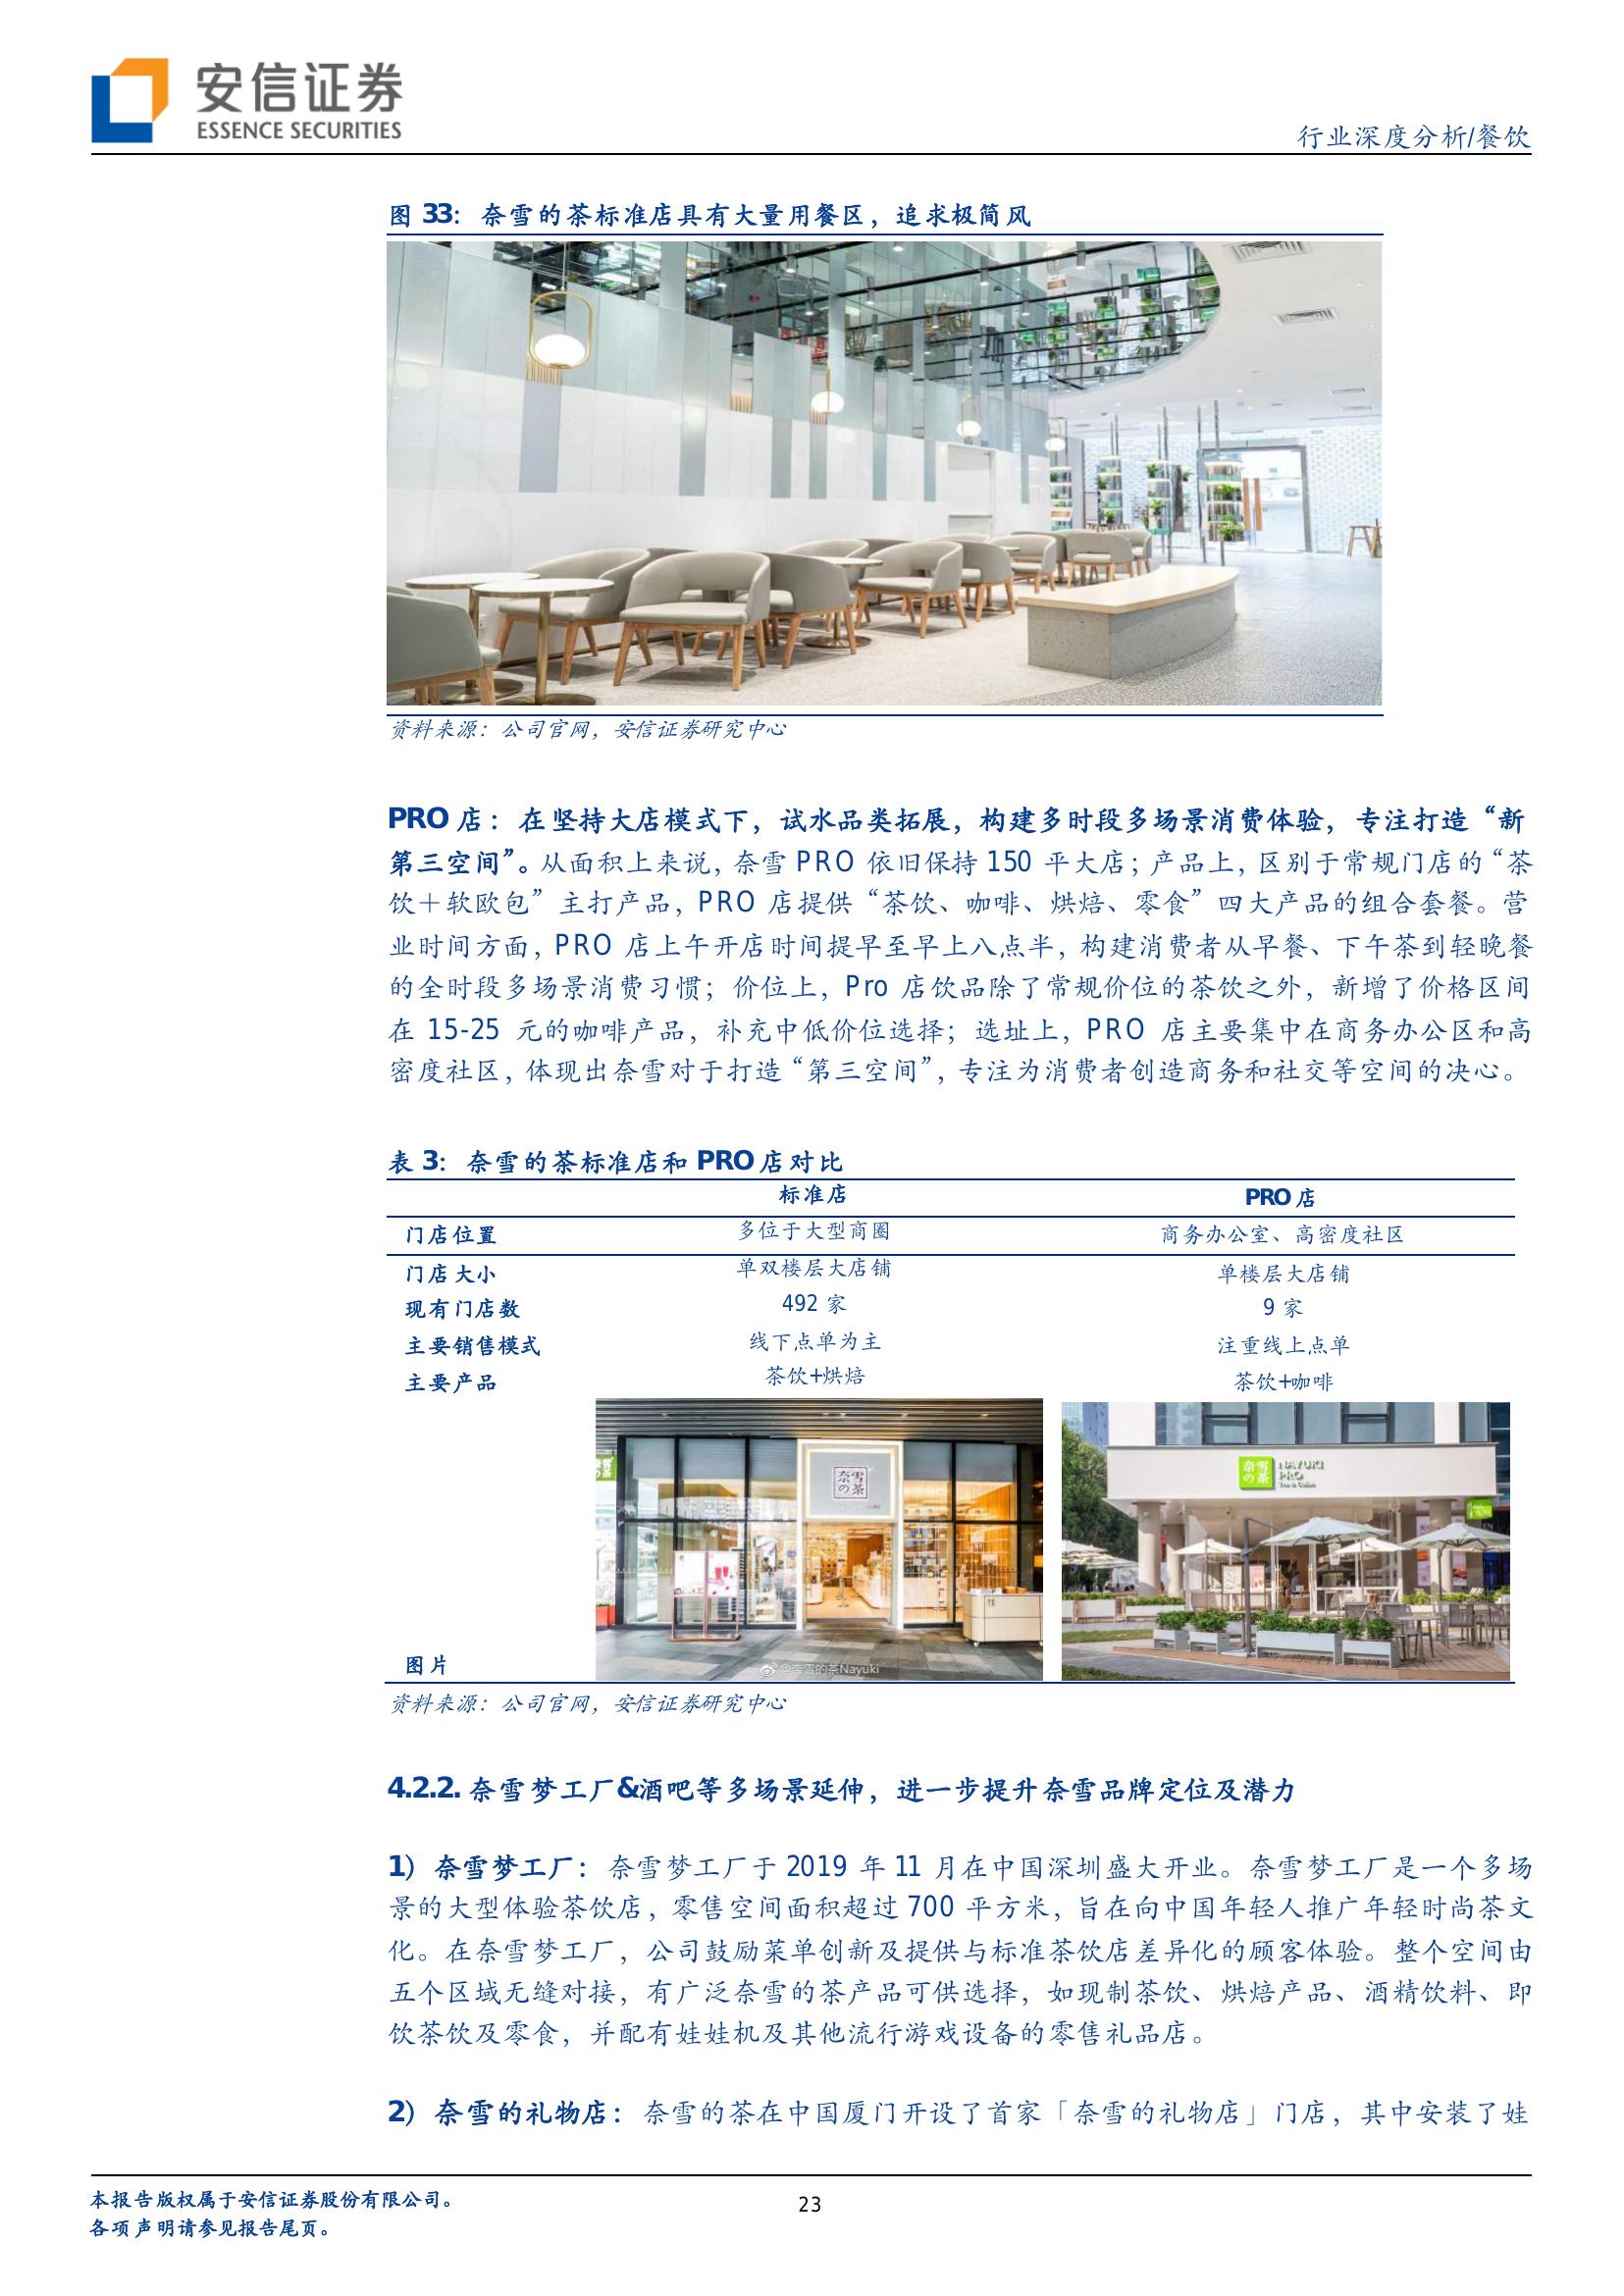 安信证券
ESSENCE SECURITIES
行业深度分析/餐饮
图 33：奈雪的茶标准店具有大量用餐区，追求极简风
资料来源：公司官网，安信证券研究中心
PRO 店：在坚持大店模式下，试水品类拓展，构建多时段多场景消费体验，专注打造“新
第三空间”。从面积上来说，奈雪 PRO 依旧保持 150 平大店；产品上，区别于常规门店的“茶
饮＋软欧包”主打产品，PRO 店提供“茶饮、咖啡、烘焙、零食”四大产品的组合套餐。营
业时间方面，PRO 店上午开店时间提早至早上八点半，构建消费者从早餐、下午茶到轻晚餐
的全时段多场景消费习惯；价位上，Pro 店饮品除了常规价位的茶饮之外，新增了价格区间
在 15-25 元的咖啡产品，补充中低价位选择；选址上，PRO 店主要集中在商务办公区和高
密度社区，体现出奈雪对于打造“第三空间”，专注为消费者创造商务和社交等空间的决心。
表 3：奈雪的茶标准店和 PRO 店对比
标准店 PRO 店
门店位置 多位于大型商圈 商务办公室、高密度社区
门店大小 单双楼层大店铺 单楼层大店铺
现有门店数 492 家 9 家
主要销售模式 线下点单为主 注重线上点单
主要产品 茶饮+烘焙 茶饮+咖啡
奈雪
の茶
奈雪
の茶
NAYUKI
PRO
@奈雪的茶Nayuki
图片
资料来源：公司官网，安信证券研究中心
4.2.2. 奈雪梦工厂&酒吧等多场景延伸，进一步提升奈雪品牌定位及潜力
1）奈雪梦工厂：奈雪梦工厂于 2019 年 11 月在中国深圳盛大开业。奈雪梦工厂是一个多场
景的大型体验茶饮店，零售空间面积超过 700 平方米，旨在向中国年轻人推广年轻时尚茶文
化。在奈雪梦工厂，公司鼓励菜单创新及提供与标准茶饮店差异化的顾客体验。整个空间由
五个区域无缝对接，有广泛奈雪的茶产品可供选择，如现制茶饮、烘焙产品、酒精饮料、即
饮茶饮及零食，并配有娃娃机及其他流行游戏设备的零售礼品店。
2）奈雪的礼物店：奈雪的茶在中国厦门开设了首家「奈雪的礼物店」门店，其中安装了娃
本报告版权属于安信证券股份有限公司。
各项声明请参见报告尾页。
23